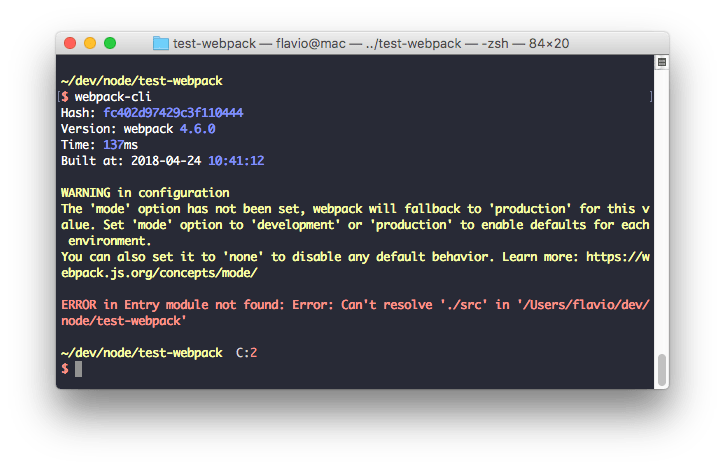 test-webpack — flavio@mac — ../test-webpack — -zsh — 84×20
~/dev/node/test-webpack
[$ webpack-cli ]
Hash: fc402d97429c3f110444
Version: webpack 4.6.0
Time: 137ms
Built at: 2018-04-24 10:41:12
WARNING in configuration
The 'mode' option has not been set, webpack will fallback to 'production' for this v
alue. Set 'mode' option to 'development' or 'production' to enable defaults for each
 environment.
You can also set it to 'none' to disable any default behavior. Learn more: https://w
ebpack.js.org/concepts/mode/
ERROR in Entry module not found: Error: Can't resolve './src' in '/Users/flavio/dev/
node/test-webpack'
~/dev/node/test-webpack  C:2
$